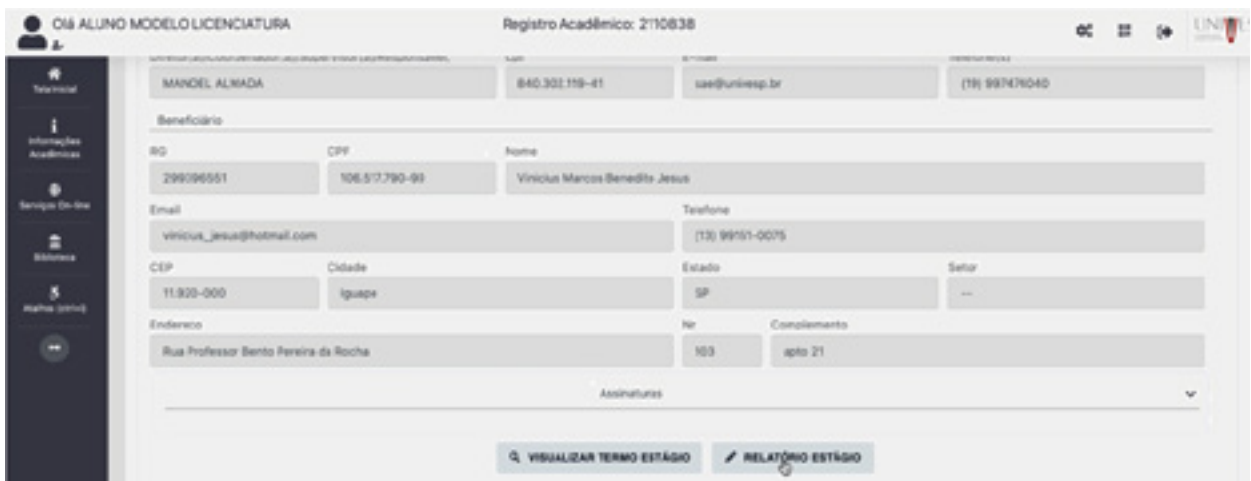 Olá ALUNO MODELO LICENCIATURA Registro Acadêmico: 2110838
Tela Inicial
Informações Acadêmicas
Serviços On-line
Biblioteca
MANOEL ALMADA 840.302.119-41 sae@univesp.br (19) 997476040
Beneficiário
RG CPF Nome
299396551 106.517.790-93 Vinicius Marcos Benedito Jesus
Email Telefone
vinicius_jesus@hotmail.com (13) 99151-0075
CEP Cidade Estado Setor
11.920-000 Iguape SP --
Endereco Nr Complemento
Rua Professor Bento Pereira da Rocha 103 apto 21
Assinaturas
VISUALIZAR TERMO ESTÁGIO RELATÓRIO ESTÁGIO